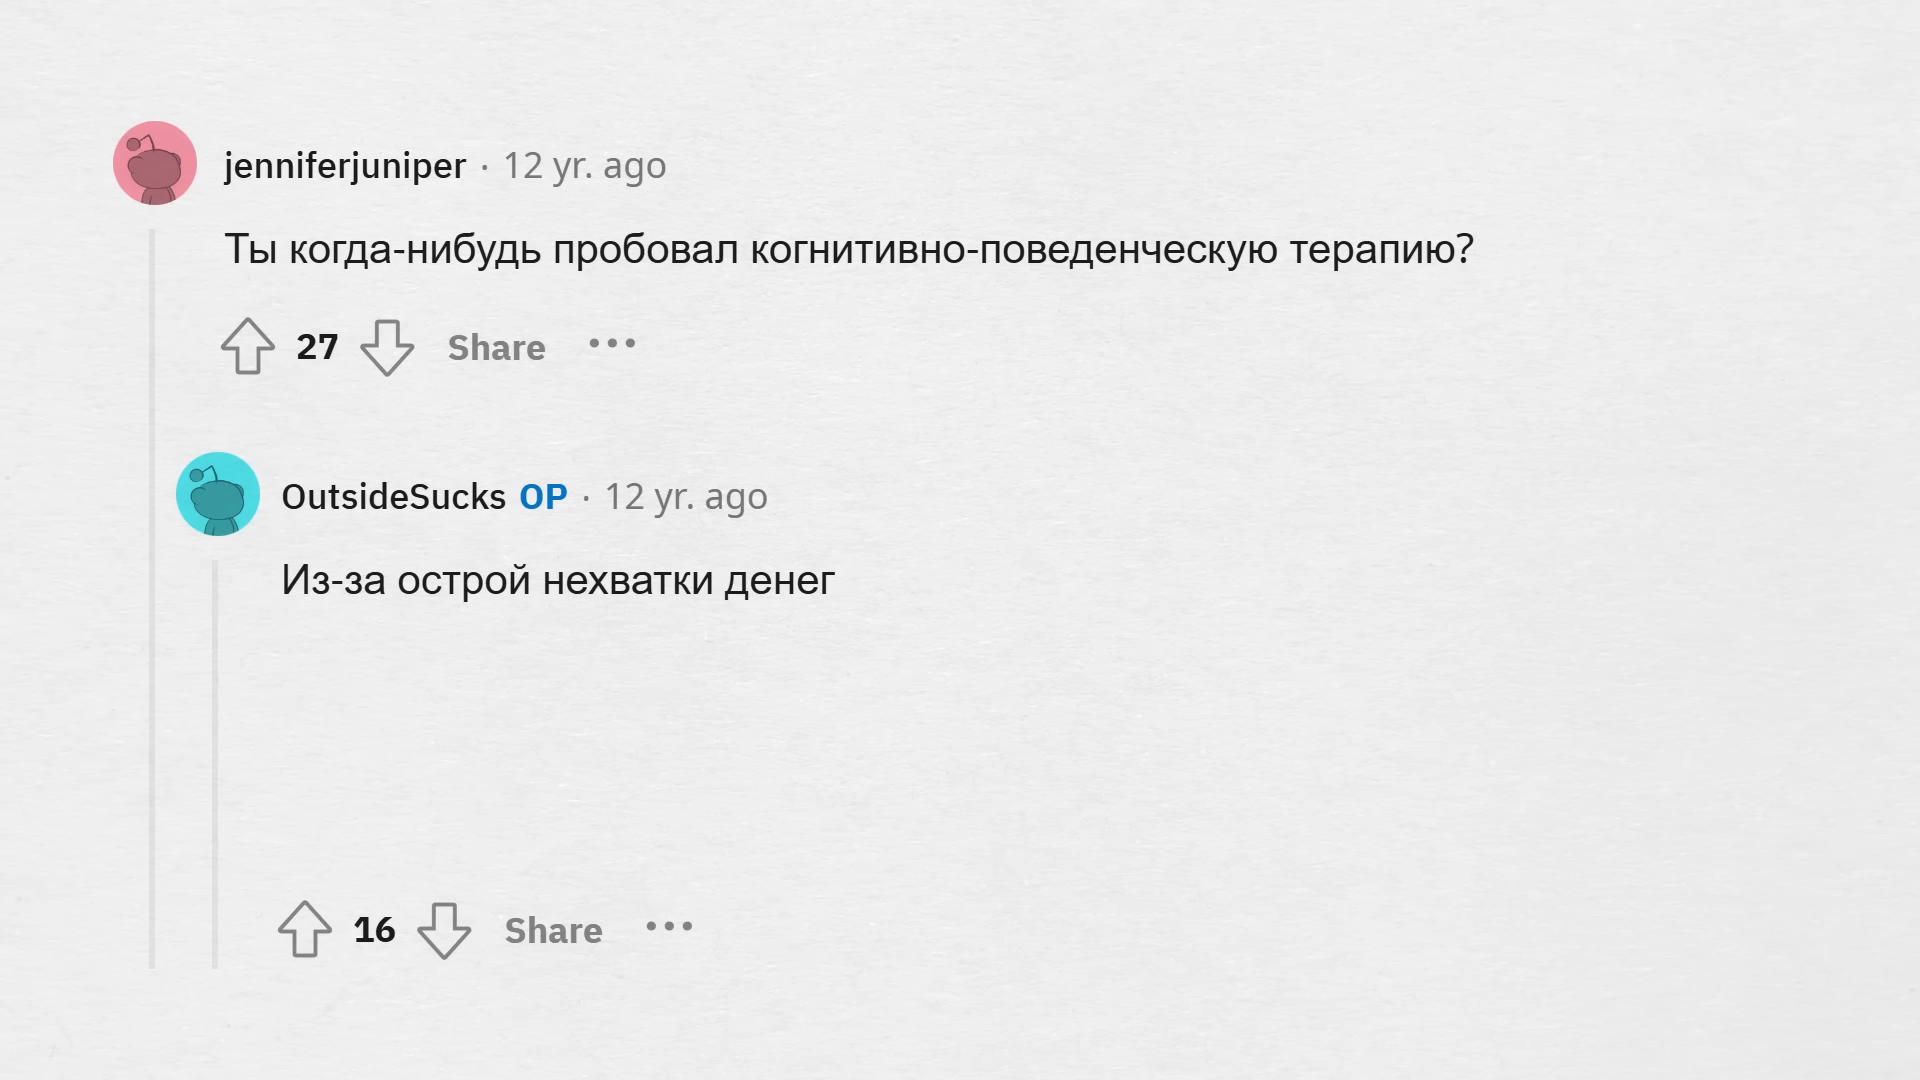 jenniferjuniper · 12 yr. ago
Ты когда-нибудь пробовал когнитивно-поведенческую терапию?
27 Share ···
OutsideSucks OP · 12 yr. ago
Из-за острой нехватки денег
16 Share ···